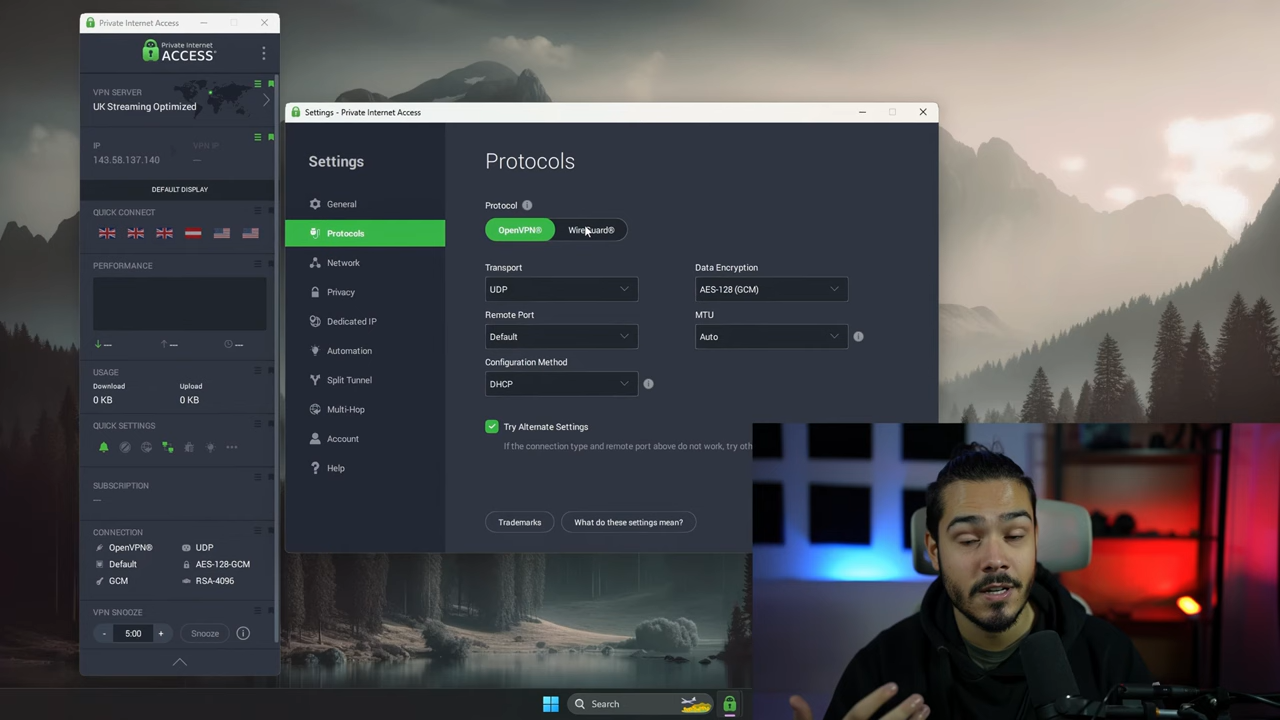 Private Internet Access
Private Internet
ACCESS
VPN SERVER
UK Streaming Optimized
IP
VPN IP
143.58.137.140
---
DEFAULT DISPLAY
QUICK CONNECT
PERFORMANCE
---
---
---
USAGE
Download
Upload
0 KB
0 KB
QUICK SETTINGS
SUBSCRIPTION
---
CONNECTION
OpenVPN®
UDP
Default
AES-128-GCM
GCM
RSA-4096
VPN SNOOZE
- 5:00 +
Snooze
Settings - Private Internet Access
Settings
General
Protocols
Network
Privacy
Dedicated IP
Automation
Split Tunnel
Multi-Hop
Account
Help
Protocols
Protocol
OpenVPN®
WireGuard®
Transport
Data Encryption
UDP
AES-128 (GCM)
Remote Port
MTU
Default
Auto
Configuration Method
DHCP
Try Alternate Settings
If the connection type and remote port above do not work, try oth
Trademarks
What do these settings mean?
Search